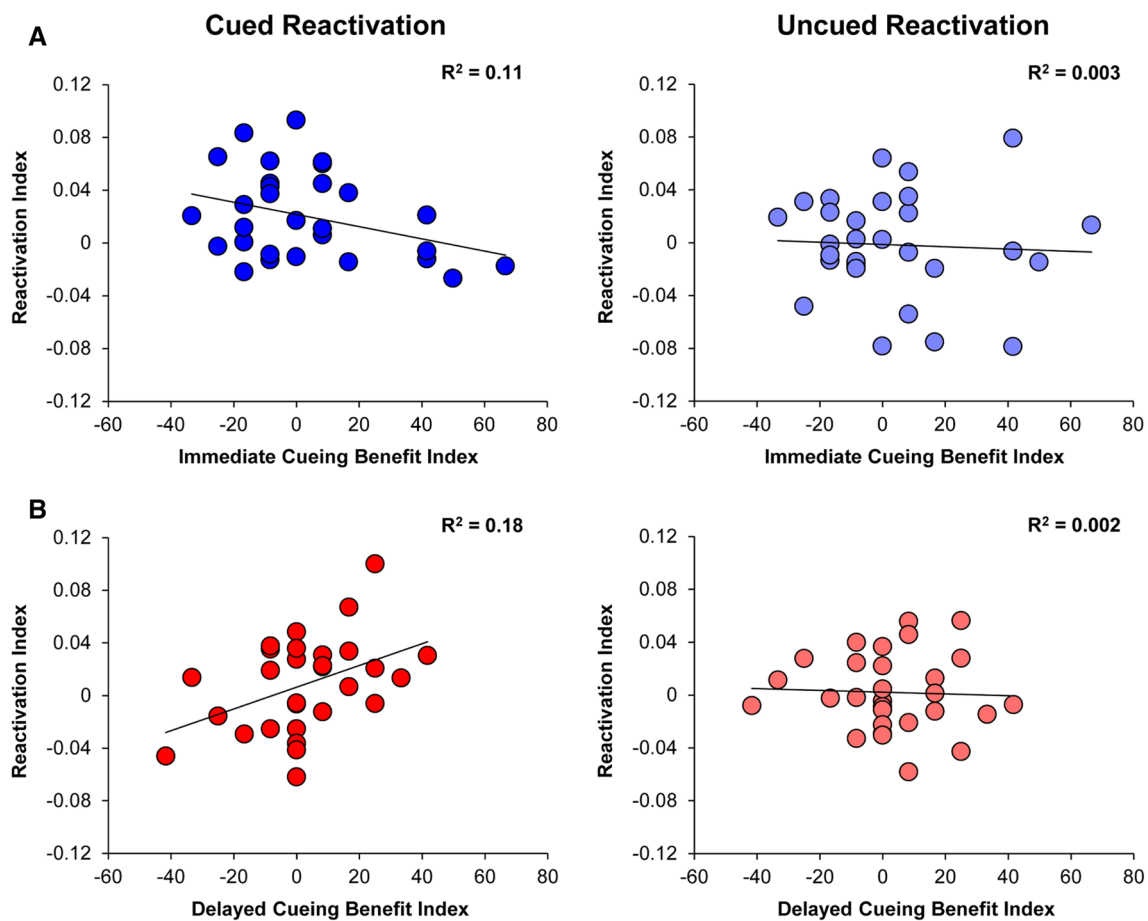 A
Cued Reactivation
Uncued Reactivation
R² = 0.11
0.12
0.08
0.04
0
-0.04
-0.08
-0.12
Reactivation Index
-60 -40 -20 0 20 40 60 80
Immediate Cueing Benefit Index
R² = 0.003
0.12
0.08
0.04
0
-0.04
-0.08
-0.12
Reactivation Index
-60 -40 -20 0 20 40 60 80
Immediate Cueing Benefit Index
B
R² = 0.18
0.12
0.08
0.04
0
-0.04
-0.08
-0.12
Reactivation Index
-60 -40 -20 0 20 40 60 80
Delayed Cueing Benefit Index
R² = 0.002
0.12
0.08
0.04
0
-0.04
-0.08
-0.12
Reactivation Index
-60 -40 -20 0 20 40 60 80
Delayed Cueing Benefit Index